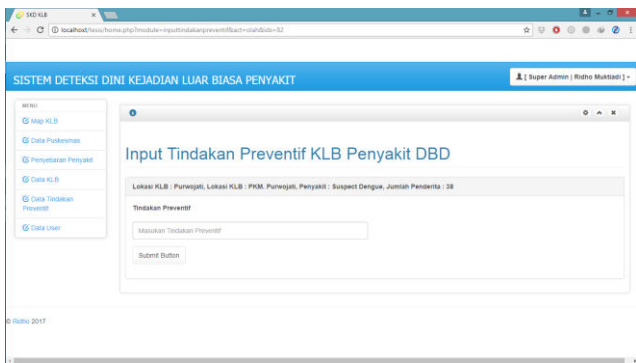 SKD KLB
localhost/tesis/home.php?module=inputtindakanpreventif&act=olah&ids=92
SISTEM DETEKSI DINI KEJADIAN LUAR BIASA PENYAKIT
[ Super Admin | Ridho Muktiadi ]
MENU
Map KLB
Data Puskesmas
Penyebaran Penyakit
Data KLB
Data Tindakan
Preventif
Data User
Input Tindakan Preventif KLB Penyakit DBD
Lokasi KLB : Purwojati, Lokasi KLB : PKM. Purwojati, Penyakit : Suspect Dengue, Jumlah Penderita : 38
Tindakan Preventif
Masukan Tindakan Preventif
Submit Button
© Ridho 2017